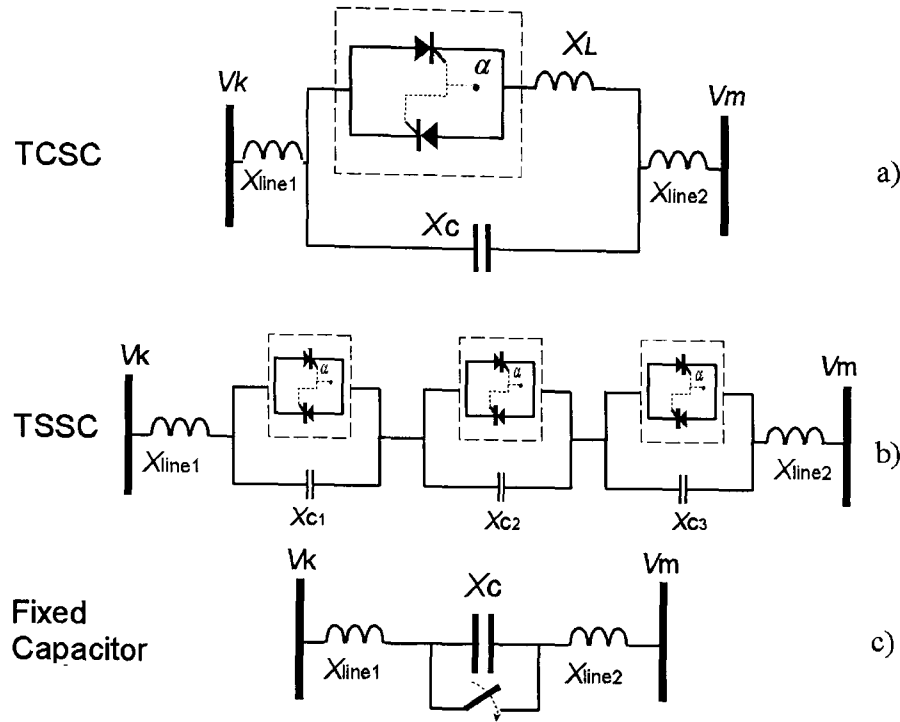 TCSC
Vk
Xline1
α
XL
Xc
Xline2
Vm
a)
TSSC
Vk
Xline1
α
Xc1
α
Xc2
α
Xc3
Xline2
Vm
b)
Fixed
Capacitor
Vk
Xline1
Xc
Xline2
Vm
c)